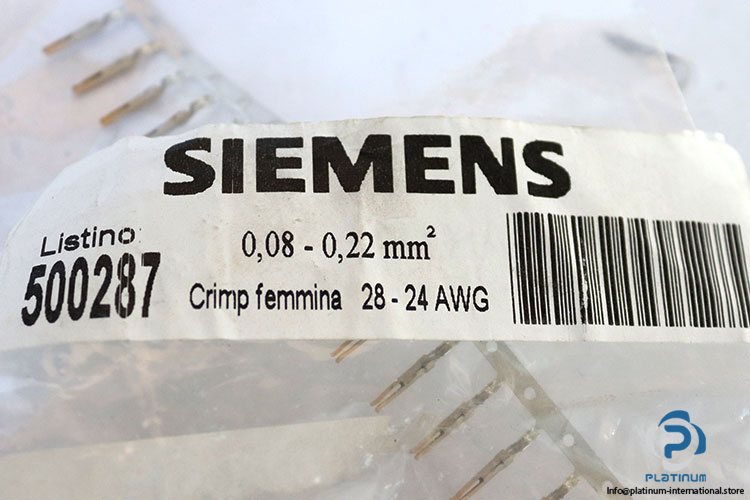 SIEMENS
Listino:
500287
0,08 - 0,22 mm²
Crimp femmina 28 - 24 AWG
PLATINUM
Info@platinum-international.store